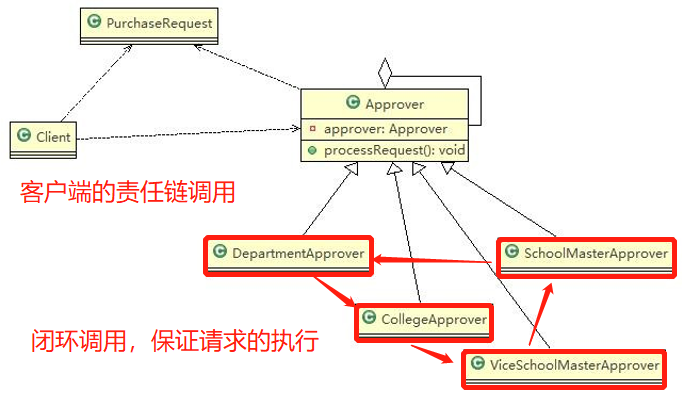 PurchaseRequest
Approver
approver: Approver
processRequest(): void
Client
客户端的责任链调用
DepartmentApprover
SchoolMasterApprover
CollegeApprover
闭环调用，保证请求的执行
ViceSchoolMasterApprover